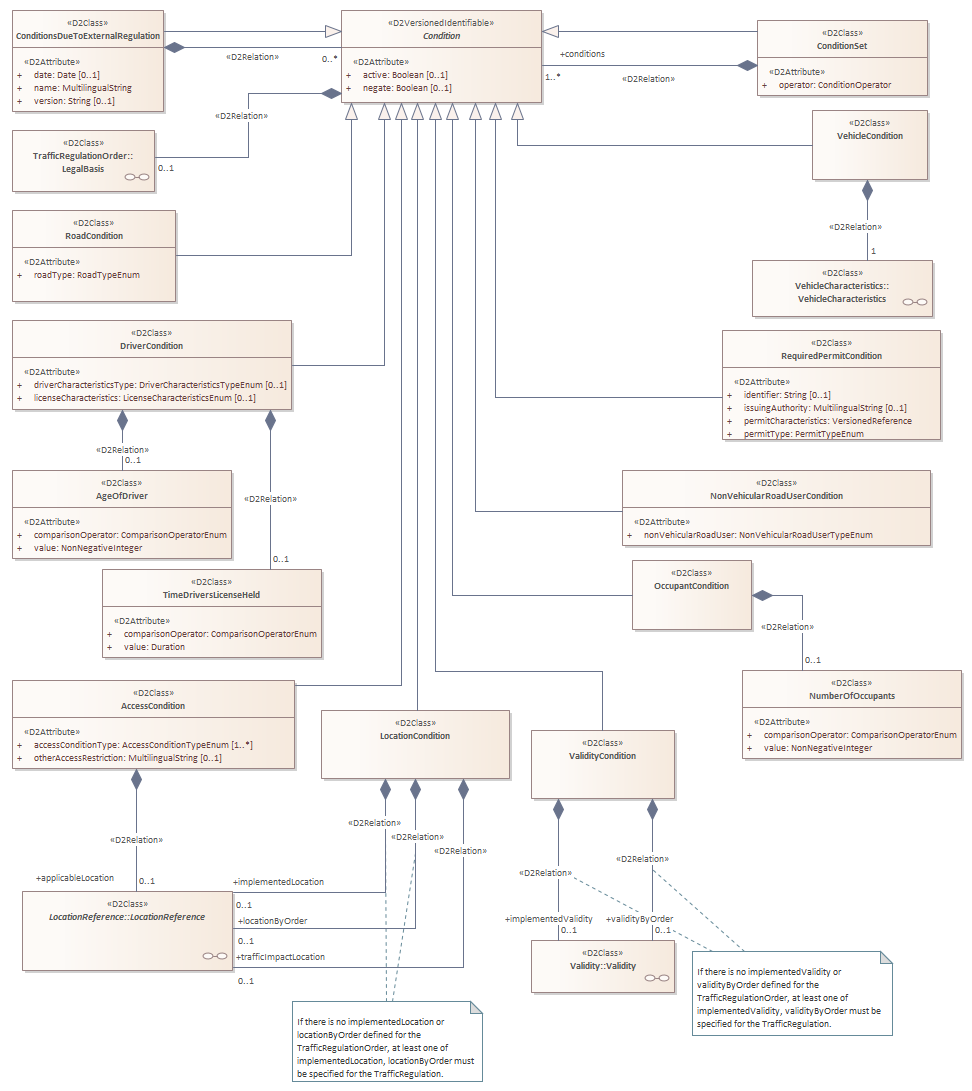 «D2Class»
ConditionsDueToExternalRegulation
«D2Attribute»
+ date: Date [0..1]
+ name: MultilingualString
+ version: String [0..1]
«D2Relation»
0..*
«D2VersionedIdentifiable»
Condition
«D2Attribute»
+ active: Boolean [0..1]
+ negate: Boolean [0..1]
+conditions
1..*
«D2Relation»
«D2Class»
ConditionSet
«D2Attribute»
+ operator: ConditionOperator
«D2Relation»
0..1
«D2Class»
TrafficRegulationOrder::
LegalBasis
«D2Class»
VehicleCondition
«D2Relation»
1
«D2Class»
VehicleCharacteristics::
VehicleCharacteristics
«D2Class»
RoadCondition
«D2Attribute»
+ roadType: RoadTypeEnum
«D2Class»
DriverCondition
«D2Attribute»
+ driverCharacteristicsType: DriverCharacteristicsTypeEnum [0..1]
+ licenseCharacteristics: LicenseCharacteristicsEnum [0..1]
«D2Class»
RequiredPermitCondition
«D2Attribute»
+ identifier: String [0..1]
+ issuingAuthority: MultilingualString [0..1]
+ permitCharacteristics: VersionedReference
+ permitType: PermitTypeEnum
«D2Relation»
0..1
«D2Class»
AgeOfDriver
«D2Attribute»
+ comparisonOperator: ComparisonOperatorEnum
+ value: NonNegativeInteger
«D2Relation»
0..1
«D2Class»
NonVehicularRoadUserCondition
«D2Attribute»
+ nonVehicularRoadUser: NonVehicularRoadUserTypeEnum
«D2Class»
TimeDriversLicenseHeld
«D2Attribute»
+ comparisonOperator: ComparisonOperatorEnum
+ value: Duration
«D2Class»
OccupantCondition
«D2Relation»
0..1
«D2Class»
NumberOfOccupants
«D2Attribute»
+ comparisonOperator: ComparisonOperatorEnum
+ value: NonNegativeInteger
«D2Class»
AccessCondition
«D2Attribute»
+ accessConditionType: AccessConditionTypeEnum [1..*]
+ otherAccessRestriction: MultilingualString [0..1]
«D2Class»
LocationCondition
«D2Class»
ValidityCondition
«D2Relation»
+applicableLocation
0..1
«D2Relation»
«D2Relation»
«D2Relation»
+implementedLocation
0..1
+locationByOrder
0..1
+trafficImpactLocation
0..1
«D2Class»
LocationReference::LocationReference
«D2Relation»
«D2Relation»
+implementedValidity
0..1
+validityByOrder
0..1
«D2Class»
Validity::Validity
If there is no implementedValidity or
validityByOrder defined for the
TrafficRegulationOrder, at least one of
implementedValidity, validityByOrder must be
specified for the TrafficRegulation.
If there is no implementedLocation or
locationByOrder defined for the
TrafficRegulationOrder, at least one of
implementedLocation, locationByOrder must
be specified for the TrafficRegulation.